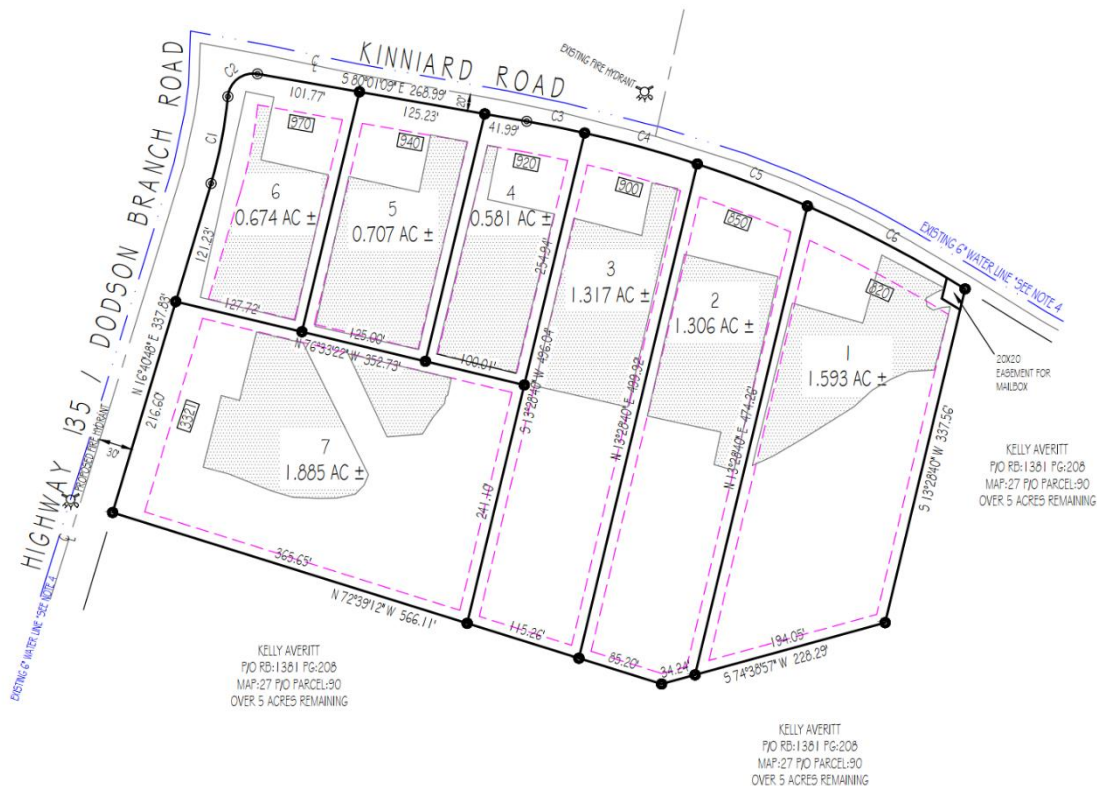 KINNIARD ROAD
EXISTING FIRE HYDRANT
S 80°01'09" E 268.99'
20'
C2
101.77'
125.23'
41.99'
C3
C4
C5
C6
C1
970
940
920
900
850
820
6
0.674 AC ±
5
0.707 AC ±
4
0.581 AC ±
3
1.317 AC ±
2
1.306 AC ±
1
1.593 AC ±
EXISTING 6" WATER LINE *SEE NOTE 4
20X20
EASEMENT FOR
MAILBOX
HIGHWAY 135 / DODSON BRANCH ROAD
121.23'
127.72'
125.00'
100.01'
N 76°33'22" W 352.73'
254.94'
S 13°28'40" W 496.04'
N 13°28'40" E 499.92'
N 13°28'40" E 474.26'
S 13°28'40" W 337.56'
N 16°40'48" E 337.83'
216.60'
3321
7
1.885 AC ±
241.10'
PROPOSED FIRE HYDRANT
30'
EXISTING 6" WATER LINE *SEE NOTE 4
365.65'
N 72°39'12" W 566.11'
115.26'
85.20'
34.24'
194.05'
S 74°38'57" W 228.29'
KELLY AVERITT
P/O RB:1381 PG:208
MAP:27 P/O PARCEL:90
OVER 5 ACRES REMAINING
KELLY AVERITT
P/O RB:1381 PG:208
MAP:27 P/O PARCEL:90
OVER 5 ACRES REMAINING
KELLY AVERITT
P/O RB:1381 PG:208
MAP:27 P/O PARCEL:90
OVER 5 ACRES REMAINING